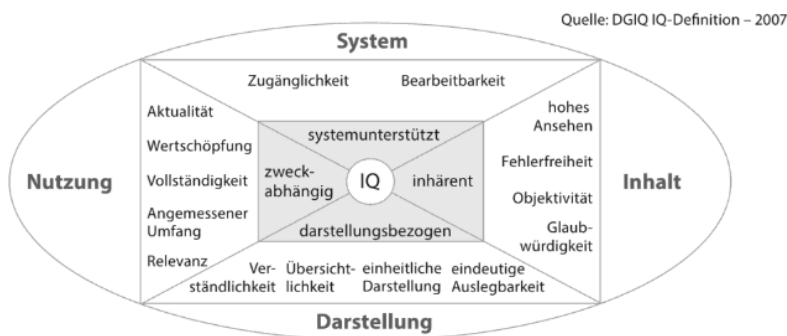 Quelle: DGIQ IQ-Definition – 2007
System
Zugänglichkeit
Bearbeitbarkeit
Nutzung
Aktualität
Wertschöpfung
Vollständigkeit
Angemessener
Umfang
Relevanz
systemunterstützt
zweck-
abhängig
IQ
inhärent
darstellungsbezogen
hohes
Ansehen
Fehlerfreiheit
Objektivität
Glaub-
würdigkeit
Inhalt
Ver-
ständlichkeit
Übersicht-
lichkeit
einheitliche
Darstellung
eindeutige
Auslegbarkeit
Darstellung